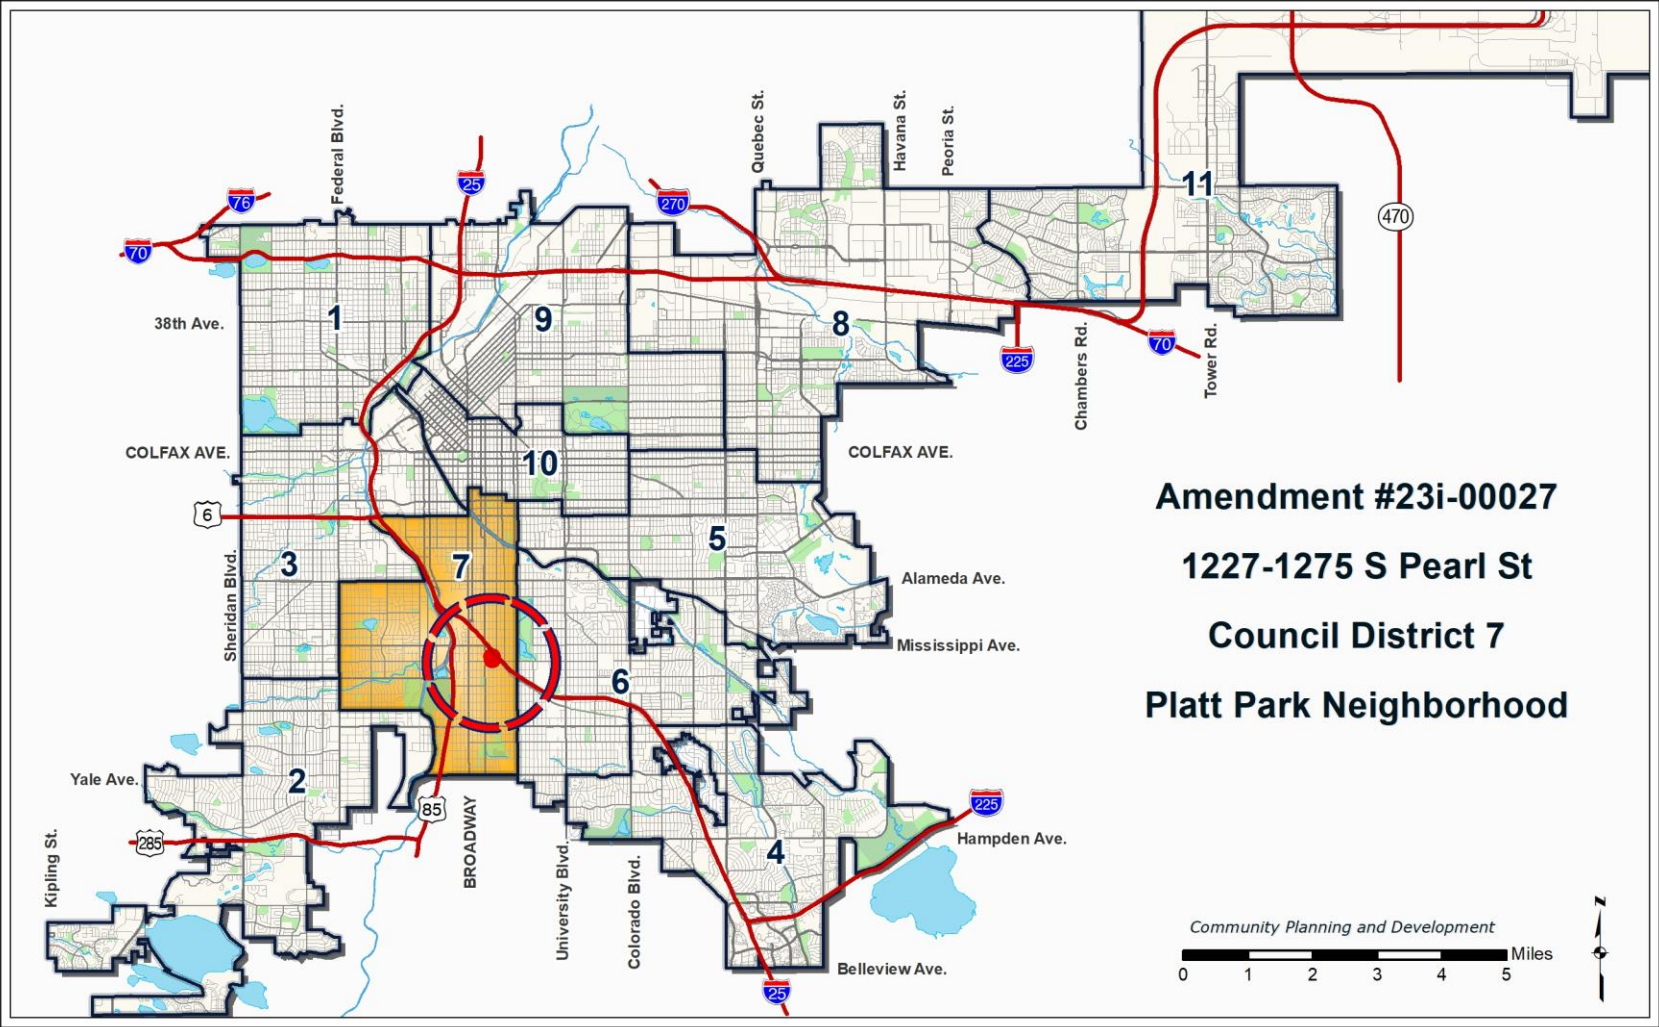 Federal Blvd.
Quebec St.
Havana St.
Peoria St.
76
25
270
11
470
70
38th Ave.
1
9
8
225
Chambers Rd.
70
Tower Rd.
COLFAX AVE.
10
COLFAX AVE.
Amendment #23i-00027
6
5
1227-1275 S Pearl St
3
7
Alameda Ave.
Sheridan Blvd.
Council District 7
Mississippi Ave.
6
Platt Park Neighborhood
Yale Ave.
2
85
225
285
BROADWAY
Hampden Ave.
4
Kipling St.
University Blvd.
Colorado Blvd.
Community Planning and Development
Miles
0 1 2 3 4 5
Belleview Ave.
25
N